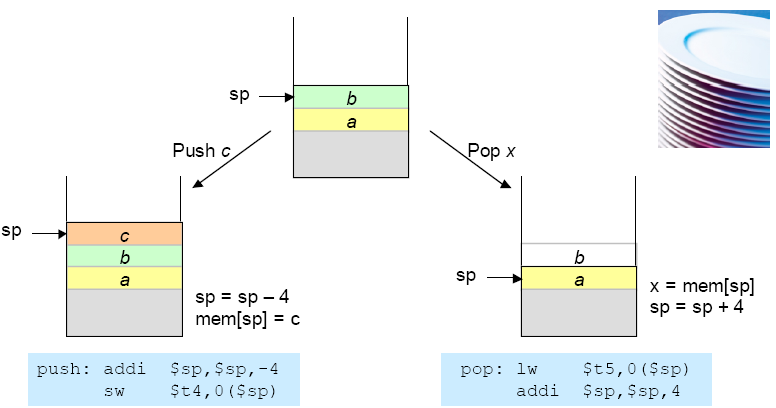 sp
b
a
Push c
Pop x
sp
c
b
a
sp = sp – 4
mem[sp] = c
sp
b
a
x = mem[sp]
sp = sp + 4
push: addi $sp,$sp,-4
sw $t4,0($sp)
pop: lw $t5,0($sp)
addi $sp,$sp,4